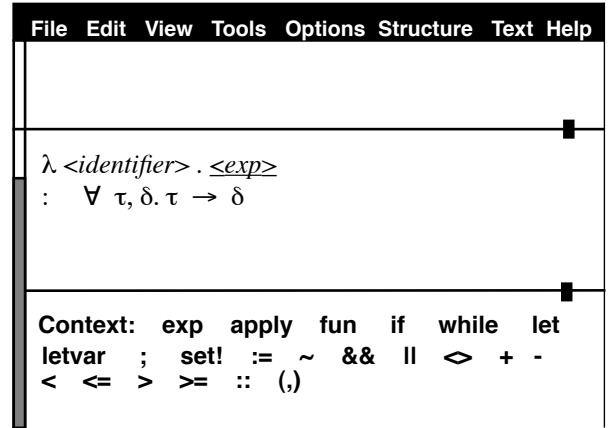 File Edit View Tools Options Structure Text Help
λ <identifier> . <exp>
: ∀ τ, δ. τ → δ
Context: exp apply fun if while let
letvar ; set! := ~ && || <> + -
< <= > >= :: (,)